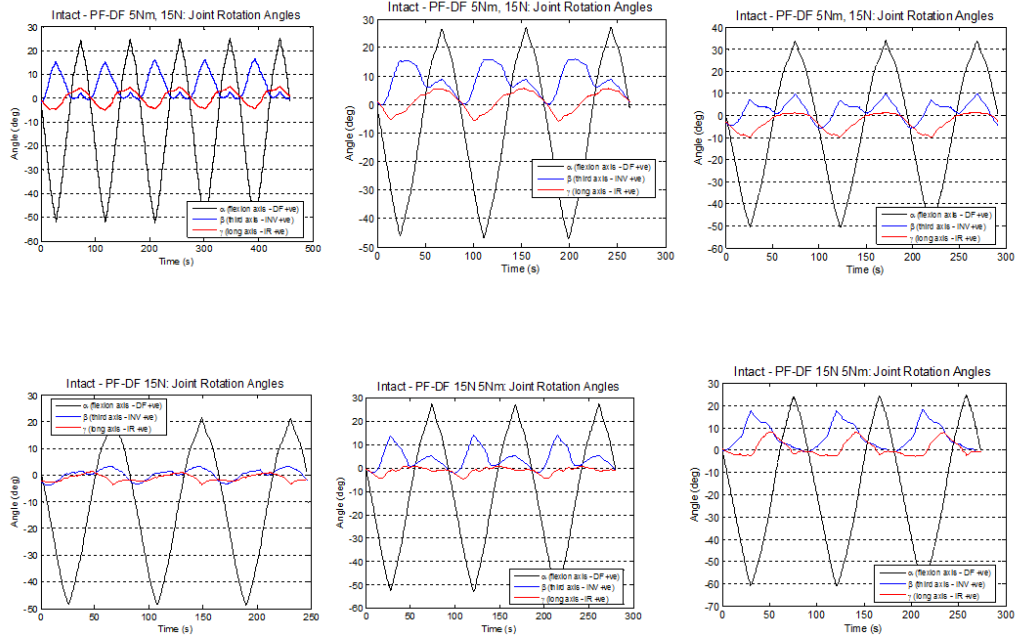 Intact - PF-DF 5Nm, 15N: Joint Rotation Angles
30
20
10
0
-10
-20
-30
-40
-50
-60
Angle (deg)
α (flexion axis - DF +ve)
β (third axis - INV +ve)
γ (long axis - IR +ve)
0 100 200 300 400 500
Time (s)
Intact - PF-DF 5Nm, 15N: Joint Rotation Angles
30
20
10
0
-10
-20
-30
-40
-50
Angle (deg)
α (flexion axis - DF +ve)
β (third axis - INV +ve)
γ (long axis - IR +ve)
0 50 100 150 200 250 300
Time (s)
Intact - PF-DF 5Nm, 15N: Joint Rotation Angles
40
30
20
10
0
-10
-20
-30
-40
-50
-60
Angle (deg)
α (flexion axis - DF +ve)
β (third axis - INV +ve)
γ (long axis - IR +ve)
0 50 100 150 200 250 300
Time (s)
Intact - PF-DF 15N: Joint Rotation Angles
30
20
10
0
-10
-20
-30
-40
-50
Angle (deg)
α (flexion axis - DF +ve)
β (third axis - INV +ve)
γ (long axis - IR +ve)
0 50 100 150 200 250
Time (s)
Intact - PF-DF 15N 5Nm: Joint Rotation Angles
30
20
10
0
-10
-20
-30
-40
-50
-60
Angle (deg)
α (flexion axis - DF +ve)
β (third axis - INV +ve)
γ (long axis - IR +ve)
0 50 100 150 200 250 300
Time (s)
Intact - PF-DF 15N 5Nm: Joint Rotation Angles
30
20
10
0
-10
-20
-30
-40
-50
-60
-70
Angle (deg)
α (flexion axis - DF +ve)
β (third axis - INV +ve)
γ (long axis - IR +ve)
0 50 100 150 200 250 300
Time (s)